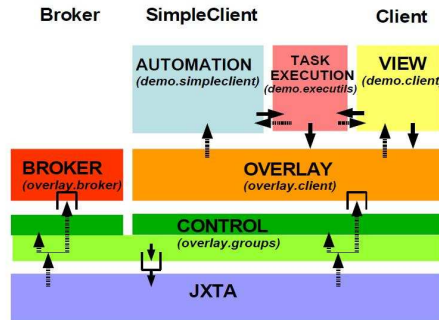 Broker
SimpleClient
Client
AUTOMATION
(demo.simpleclient)
TASK
EXECUTION
(demo.executils)
VIEW
(demo.client)
BROKER
(overlay.broker)
OVERLAY
(overlay.client)
CONTROL
(overlay.groups)
JXTA